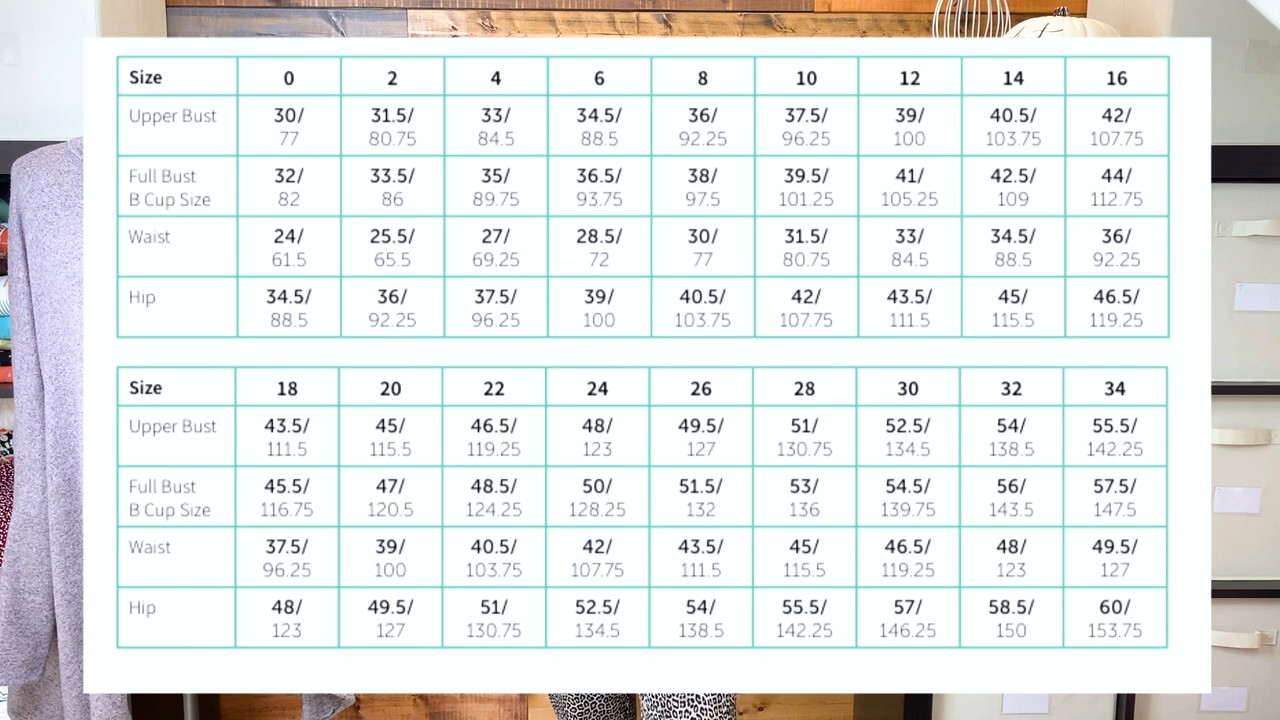 Size 0 2 4 6 8 10 12 14 16
Upper Bust 30/ 31.5/ 33/ 34.5/ 36/ 37.5/ 39/ 40.5/ 42/
77 80.75 84.5 88.5 92.25 96.25 100 103.75 107.75
Full Bust 32/ 33.5/ 35/ 36.5/ 38/ 39.5/ 41/ 42.5/ 44/
B Cup Size 82 86 89.75 93.75 97.5 101.25 105.25 109 112.75
Waist 24/ 25.5/ 27/ 28.5/ 30/ 31.5/ 33/ 34.5/ 36/
61.5 65.5 69.25 72 77 80.75 84.5 88.5 92.25
Hip 34.5/ 36/ 37.5/ 39/ 40.5/ 42/ 43.5/ 45/ 46.5/
88.5 92.25 96.25 100 103.75 107.75 111.5 115.5 119.25
Size 18 20 22 24 26 28 30 32 34
Upper Bust 43.5/ 45/ 46.5/ 48/ 49.5/ 51/ 52.5/ 54/ 55.5/
111.5 115.5 119.25 123 127 130.75 134.5 138.5 142.25
Full Bust 45.5/ 47/ 48.5/ 50/ 51.5/ 53/ 54.5/ 56/ 57.5/
B Cup Size 116.75 120.5 124.25 128.25 132 136 139.75 143.5 147.5
Waist 37.5/ 39/ 40.5/ 42/ 43.5/ 45/ 46.5/ 48/ 49.5/
96.25 100 103.75 107.75 111.5 115.5 119.25 123 127
Hip 48/ 49.5/ 51/ 52.5/ 54/ 55.5/ 57/ 58.5/ 60/
123 127 130.75 134.5 138.5 142.25 146.25 150 153.75